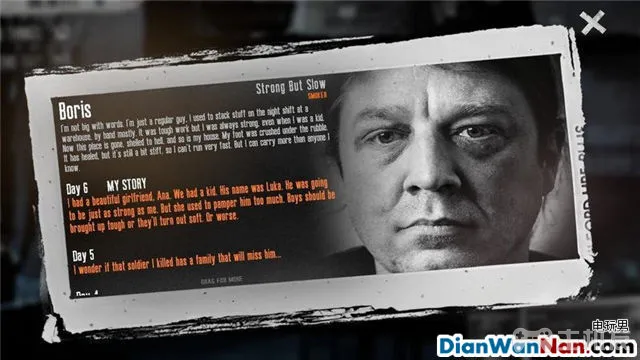 Strong But Slow
SMOKER
Boris
I'm not big with words. I'm just a regular guy. I used to stack stuff on the night shift at a
warehouse, by hand mostly. It was tough work but I was always strong, even when I was a kid.
Now this place is gone, shelled to hell, and so is my house. My foot was crushed under the rubble.
It has healed, but it's still a bit stiff, so I can't run very fast. But I can carry more than anyone I
know.
Day 6 MY STORY
I had a beautiful girlfriend, Ana. We had a kid. His name was Luka. He was going
to be just as strong as me. But she used to pamper him too much. Boys should be
brought up tough or they'll turn out soft. Or worse.
Day 5
I wonder if that soldier I killed has a family that will miss him...
DRAG FOR MORE
Day 4
电玩男
DianWanNan.com